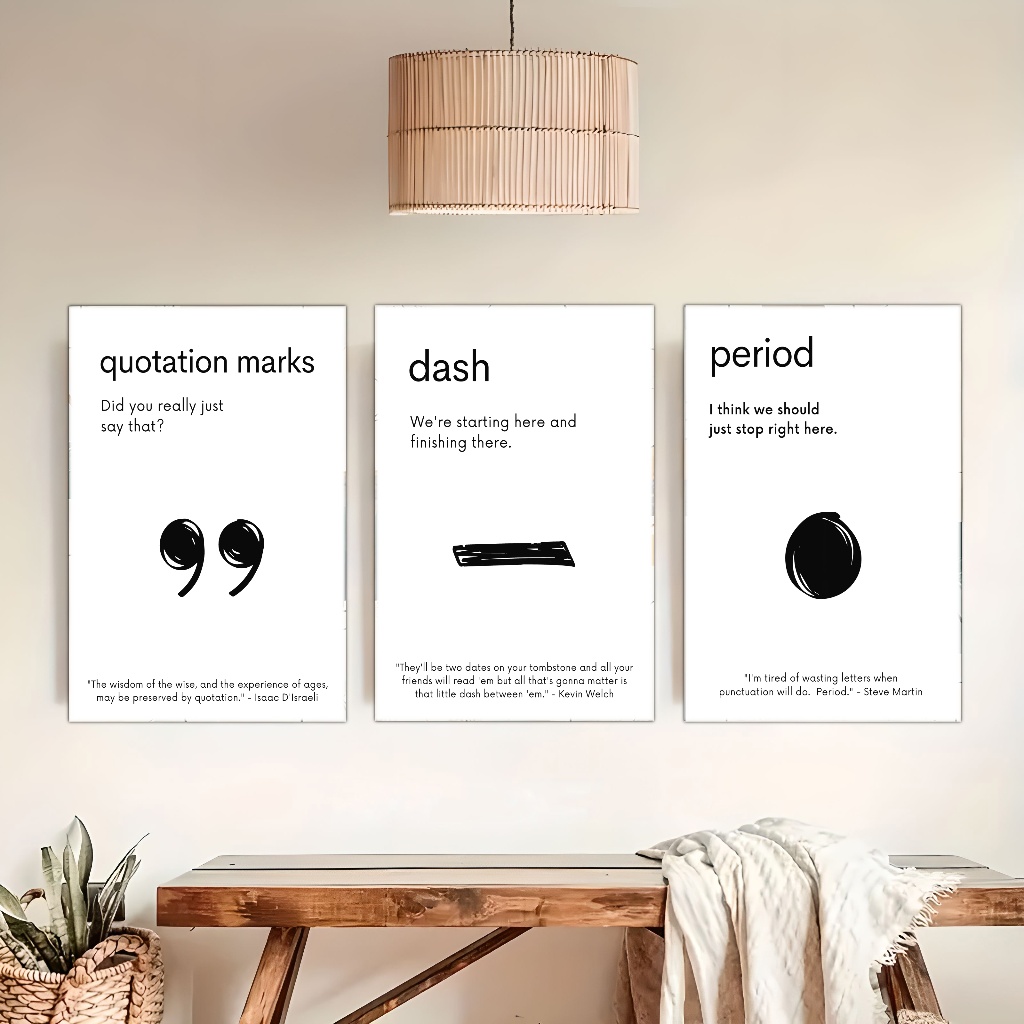 quotation marks
Did you really just
say that?
"The wisdom of the wise, and the experience of ages,
may be preserved by quotation." - Isaac D'Israeli
dash
We're starting here and
finishing there.
"They'll be two dates on your tombstone and all your
friends will read 'em but all that's gonna matter is
that little dash between 'em." - Kevin Welch
period
I think we should
just stop right here.
"I'm tired of wasting letters when
punctuation will do. Period." - Steve Martin